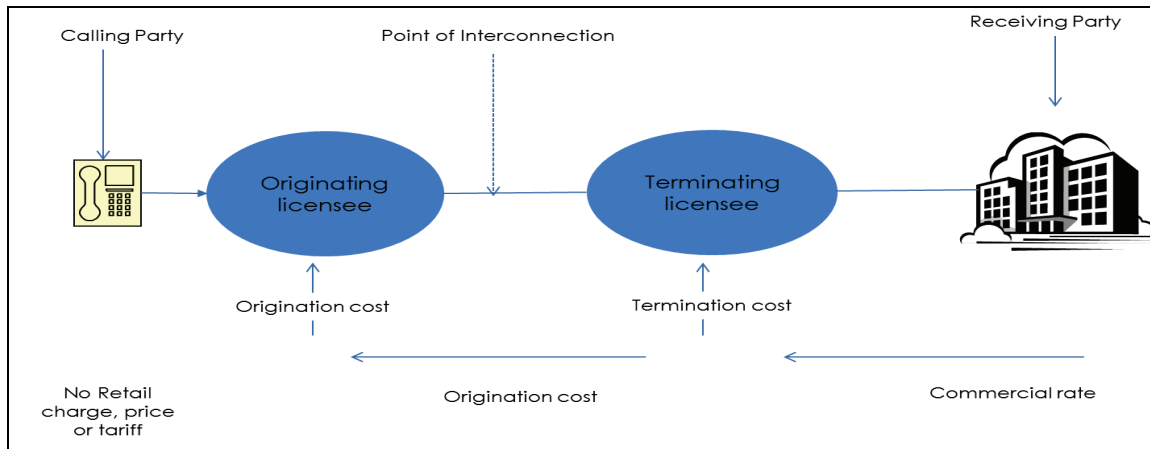 Calling Party
Point of Interconnection
Receiving Party
Originating
licensee
Terminating
licensee
Origination cost
Termination cost
No Retail
charge, price
or tariff
Origination cost
Commercial rate